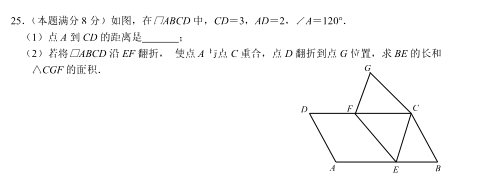 25.（本题满分 8 分）如图，在▱ABCD 中，CD=3，AD=2，∠A=120°.
（1）点 A 到 CD 的距离是______；
（2）若将▱ABCD 沿 EF 翻折，使点 A 与点 C 重合，点 D 翻折到点 G 位置，求 BE 的长和
△CGF 的面积.
G
D
F
C
A
E
B